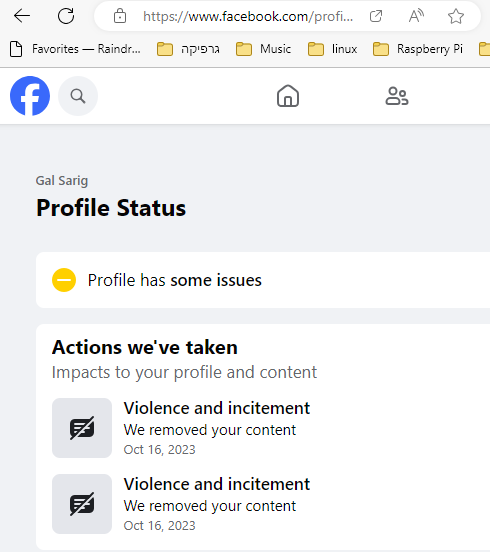 https://www.facebook.com/profi...
Favorites — Raindr...
גרפיקה
Music
linux
Raspberry Pi
Gal Sarig
Profile Status
Profile has some issues
Actions we've taken
Impacts to your profile and content
Violence and incitement
We removed your content
Oct 16, 2023
Violence and incitement
We removed your content
Oct 16, 2023